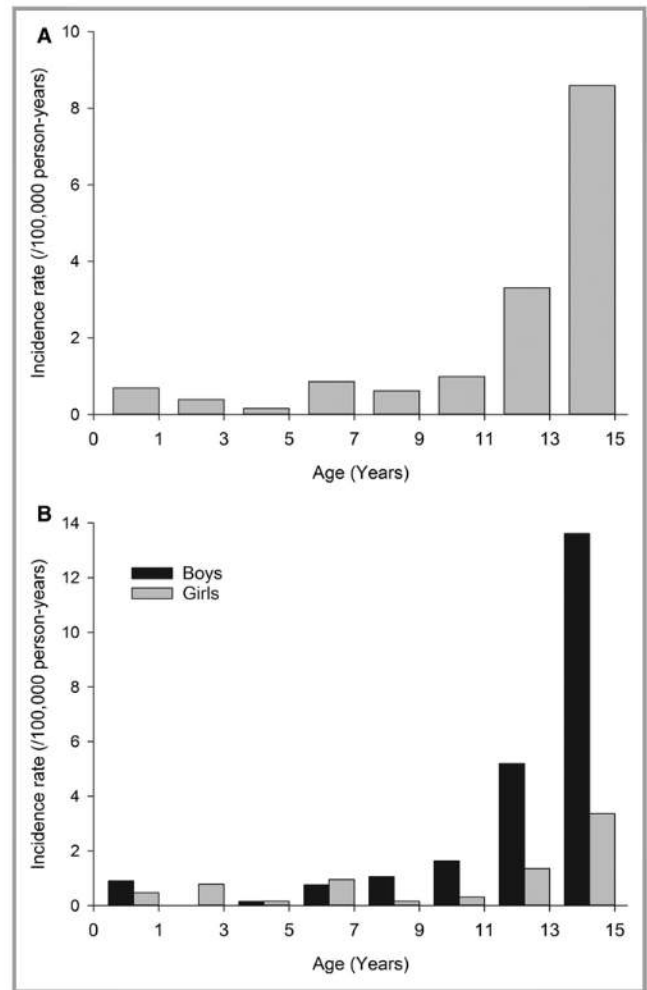 A
10
8
6
4
2
0
Incidence rate (/100,000 person-years)
0 1 3 5 7 9 11 13 15
Age (Years)
B
14
12
10
8
6
4
2
0
Incidence rate (/100,000 person-years)
Boys
Girls
0 1 3 5 7 9 11 13 15
Age (Years)